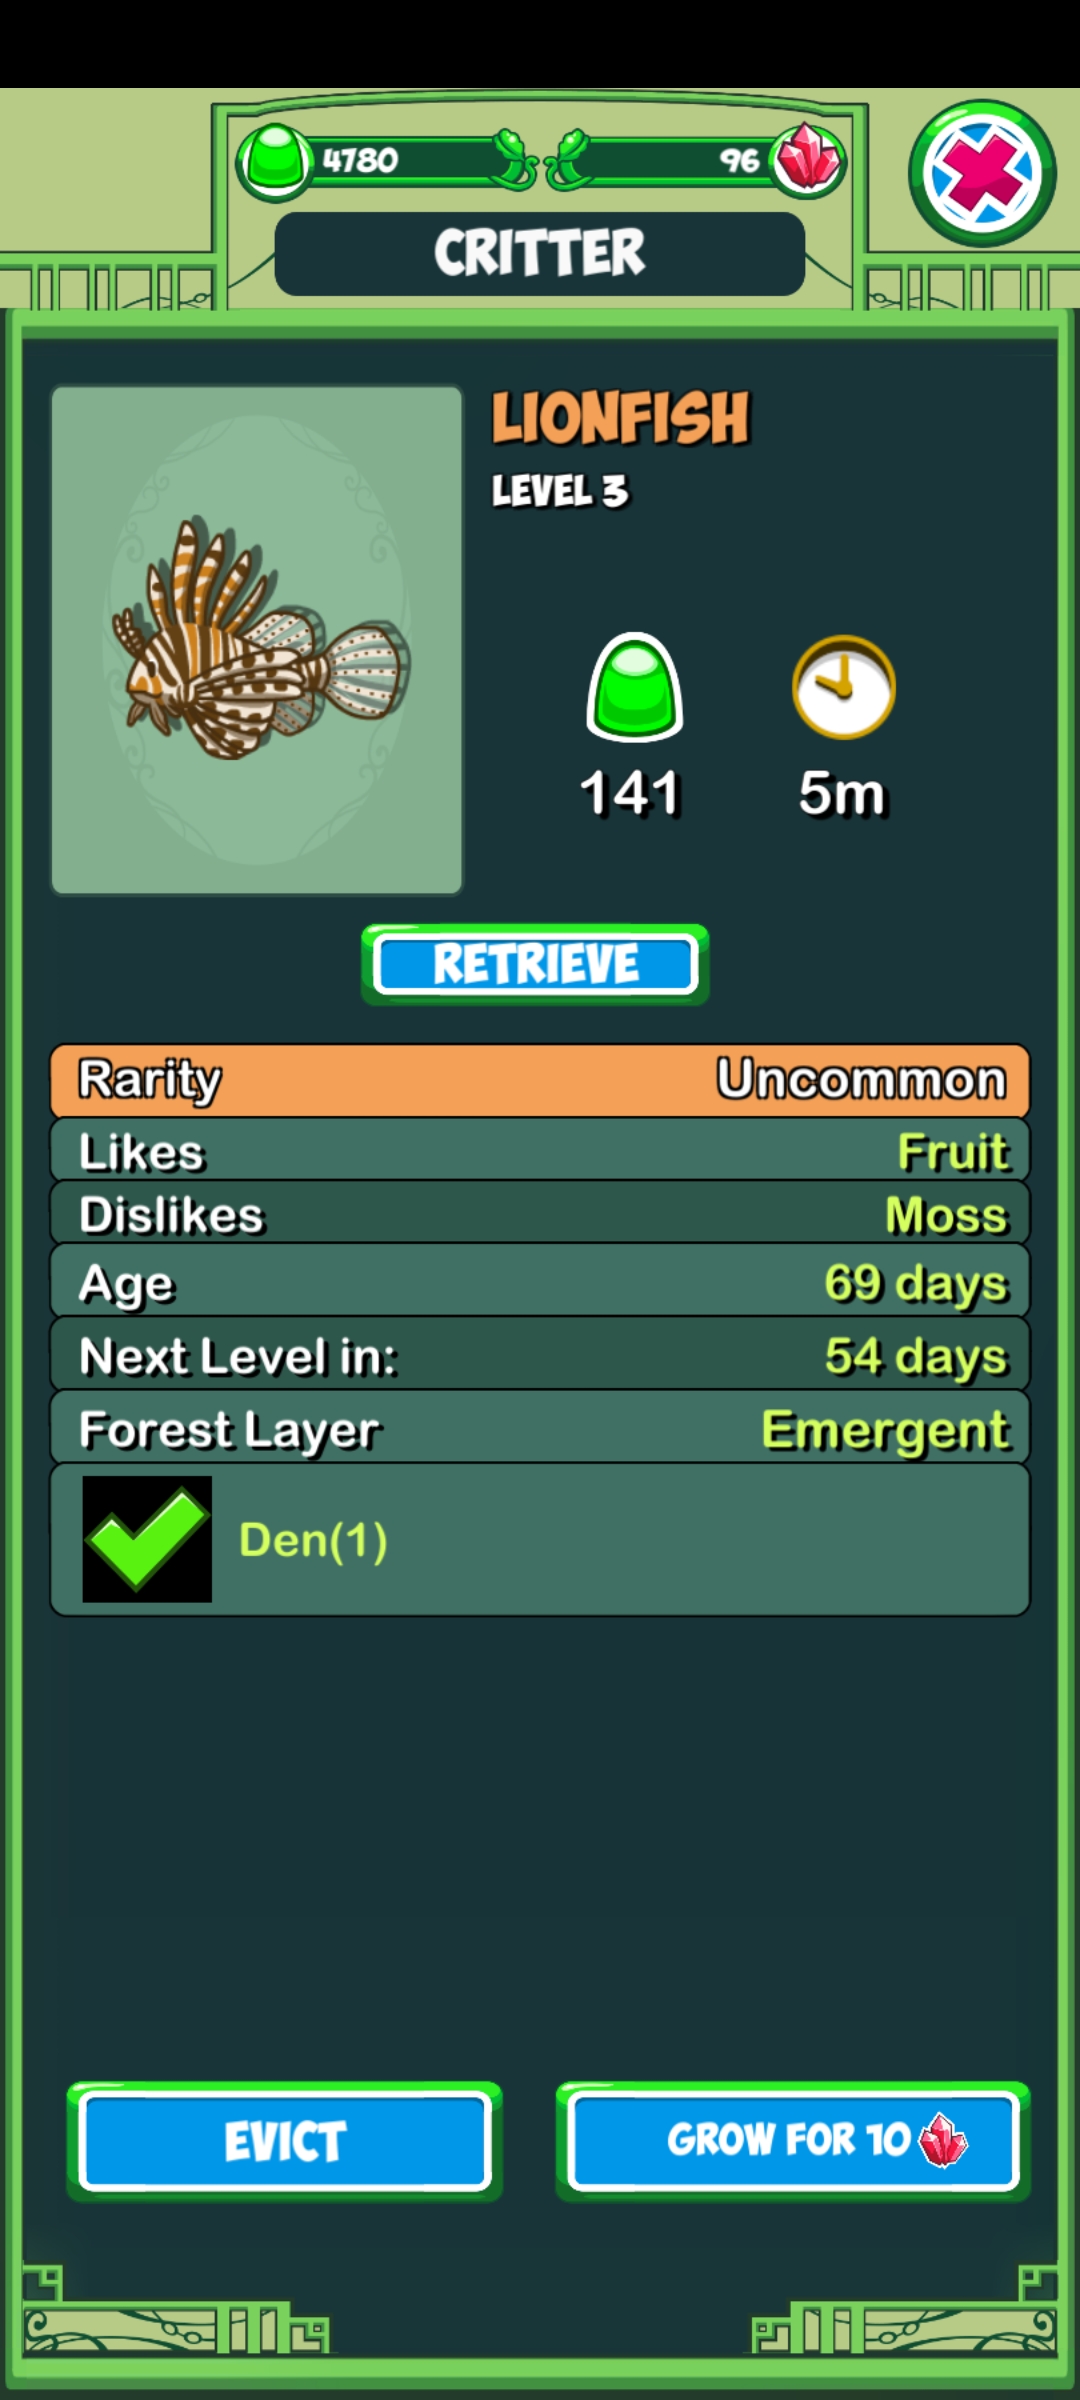 4780 96
CRITTER
LIONFISH
LEVEL 3
141 5m
RETRIEVE
Rarity Uncommon
Likes Fruit
Dislikes Moss
Age 69 days
Next Level in: 54 days
Forest Layer Emergent
Den(1)
EVICT GROW FOR 10